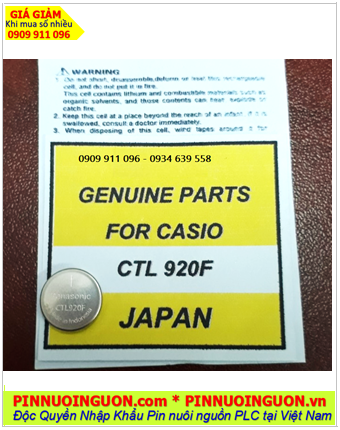 GIÁ GIẢM
Khi mua số nhiều
0909 911 096
WARNING
1. Do not short, disassemble, deform or heat this rechargeable
cell, and do not put it in fire.
This cell contains lithium and combustible materials such as
organic solvents, and those contents can explode or
catch fire.
2. Keep this cell at a place beyond the reach of an infant. If it is
swallowed, consult a doctor immediately.
3. When disposing of this cell, wind tapes around it for
0909 911 096 - 0934 639 558
GENUINE PARTS
FOR CASIO
CTL 920F
JAPAN
Panasonic
CTL920F
in Indonesia
PINNUOINGUON.com * PINNUOINGUON.vn
Độc Quyền Nhập Khẩu Pin nuôi nguồn PLC tại Việt Nam